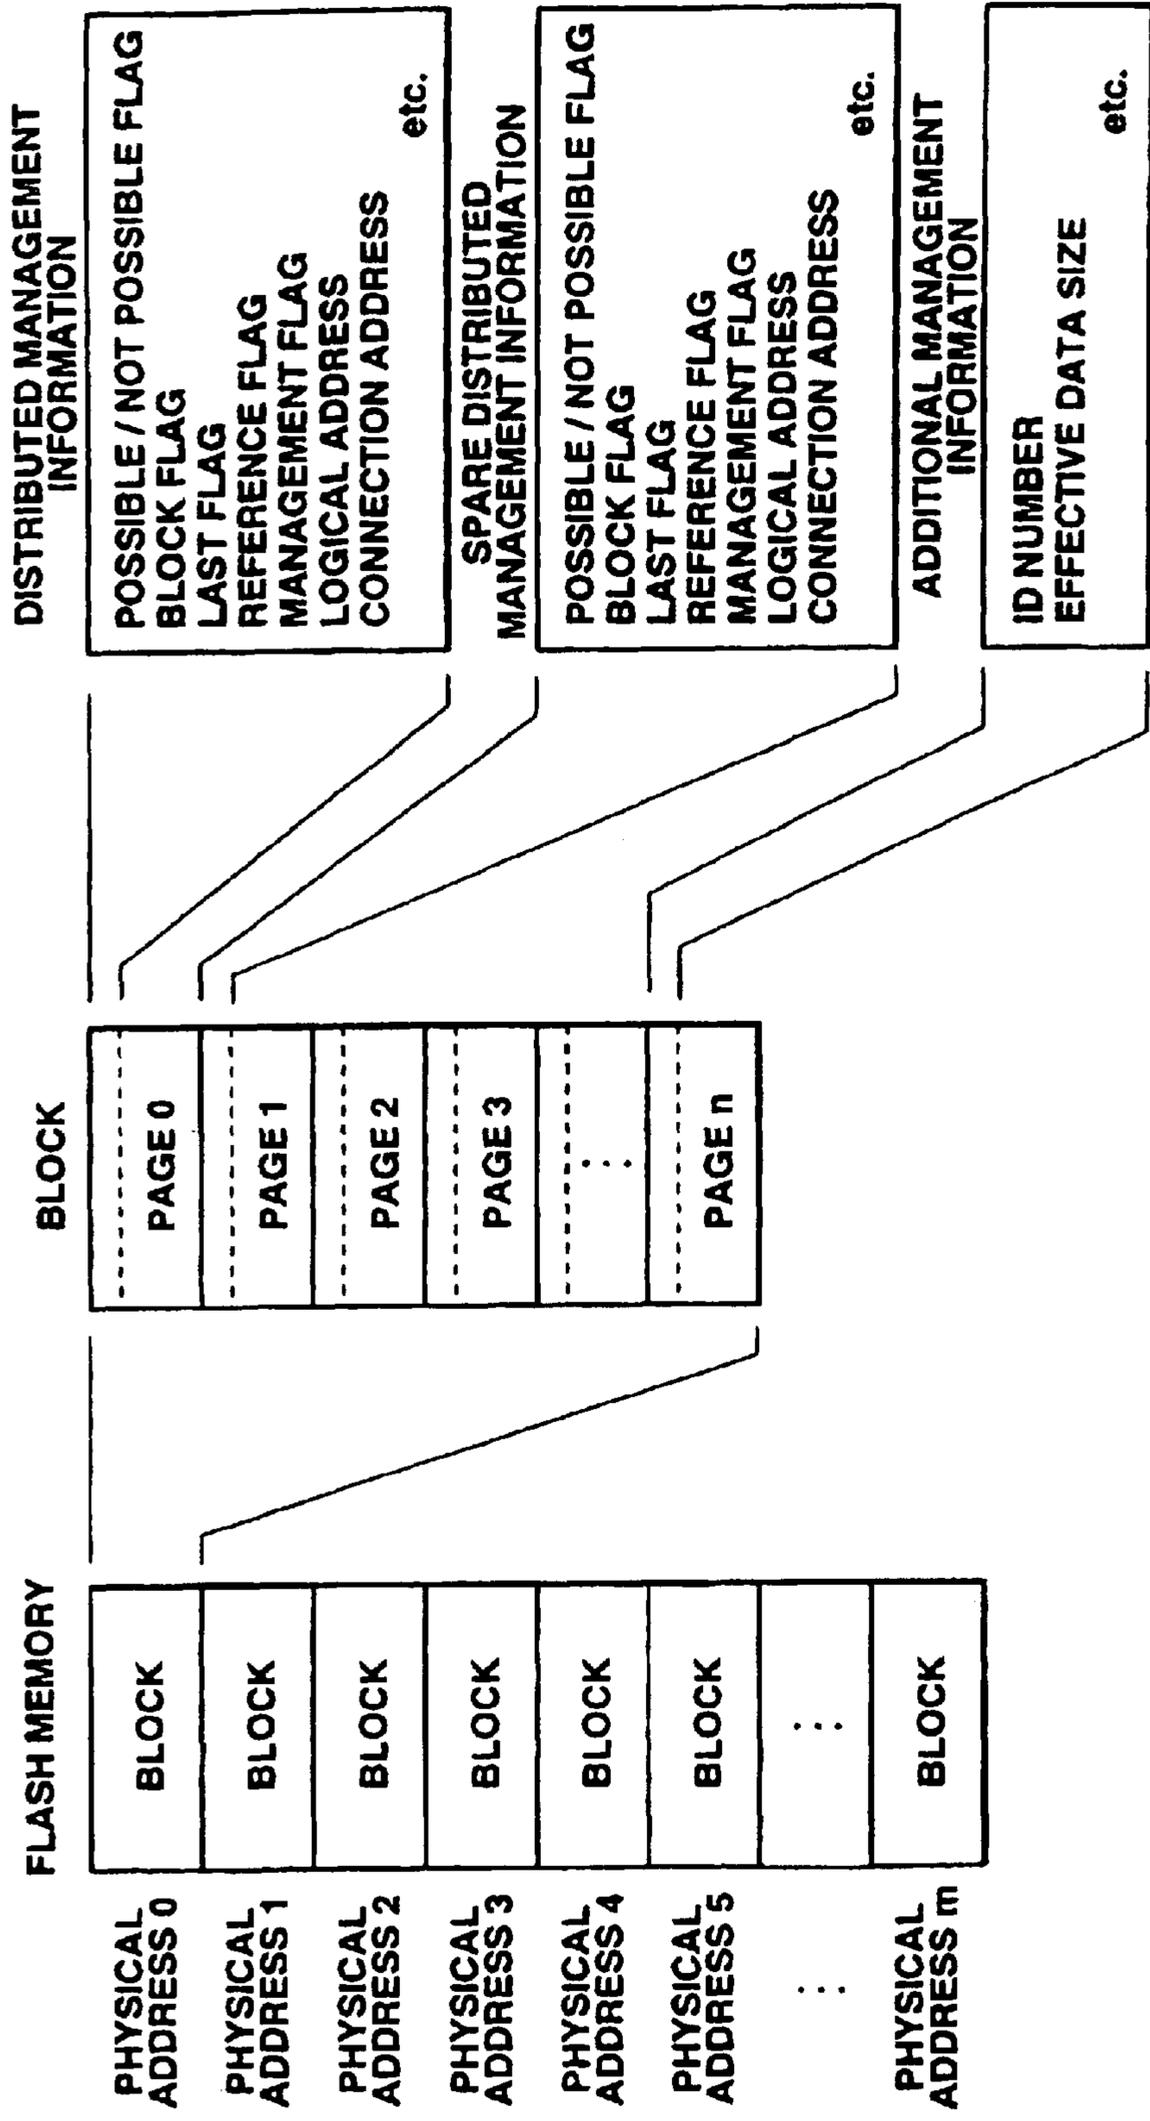 FLASH MEMORY
PHYSICAL
ADDRESS 0
BLOCK
PHYSICAL
ADDRESS 1
BLOCK
PHYSICAL
ADDRESS 2
BLOCK
PHYSICAL
ADDRESS 3
BLOCK
PHYSICAL
ADDRESS 4
BLOCK
PHYSICAL
ADDRESS 5
BLOCK
...
...
PHYSICAL
ADDRESS m
BLOCK
BLOCK
PAGE 0
PAGE 1
PAGE 2
PAGE 3
...
PAGE n
DISTRIBUTED MANAGEMENT
INFORMATION
POSSIBLE / NOT POSSIBLE FLAG
BLOCK FLAG
LAST FLAG
REFERENCE FLAG
MANAGEMENT FLAG
LOGICAL ADDRESS
CONNECTION ADDRESS
etc.
SPARE DISTRIBUTED
MANAGEMENT INFORMATION
POSSIBLE / NOT POSSIBLE FLAG
BLOCK FLAG
LAST FLAG
REFERENCE FLAG
MANAGEMENT FLAG
LOGICAL ADDRESS
CONNECTION ADDRESS
etc.
ADDITIONAL MANAGEMENT
INFORMATION
ID NUMBER
EFFECTIVE DATA SIZE
etc.